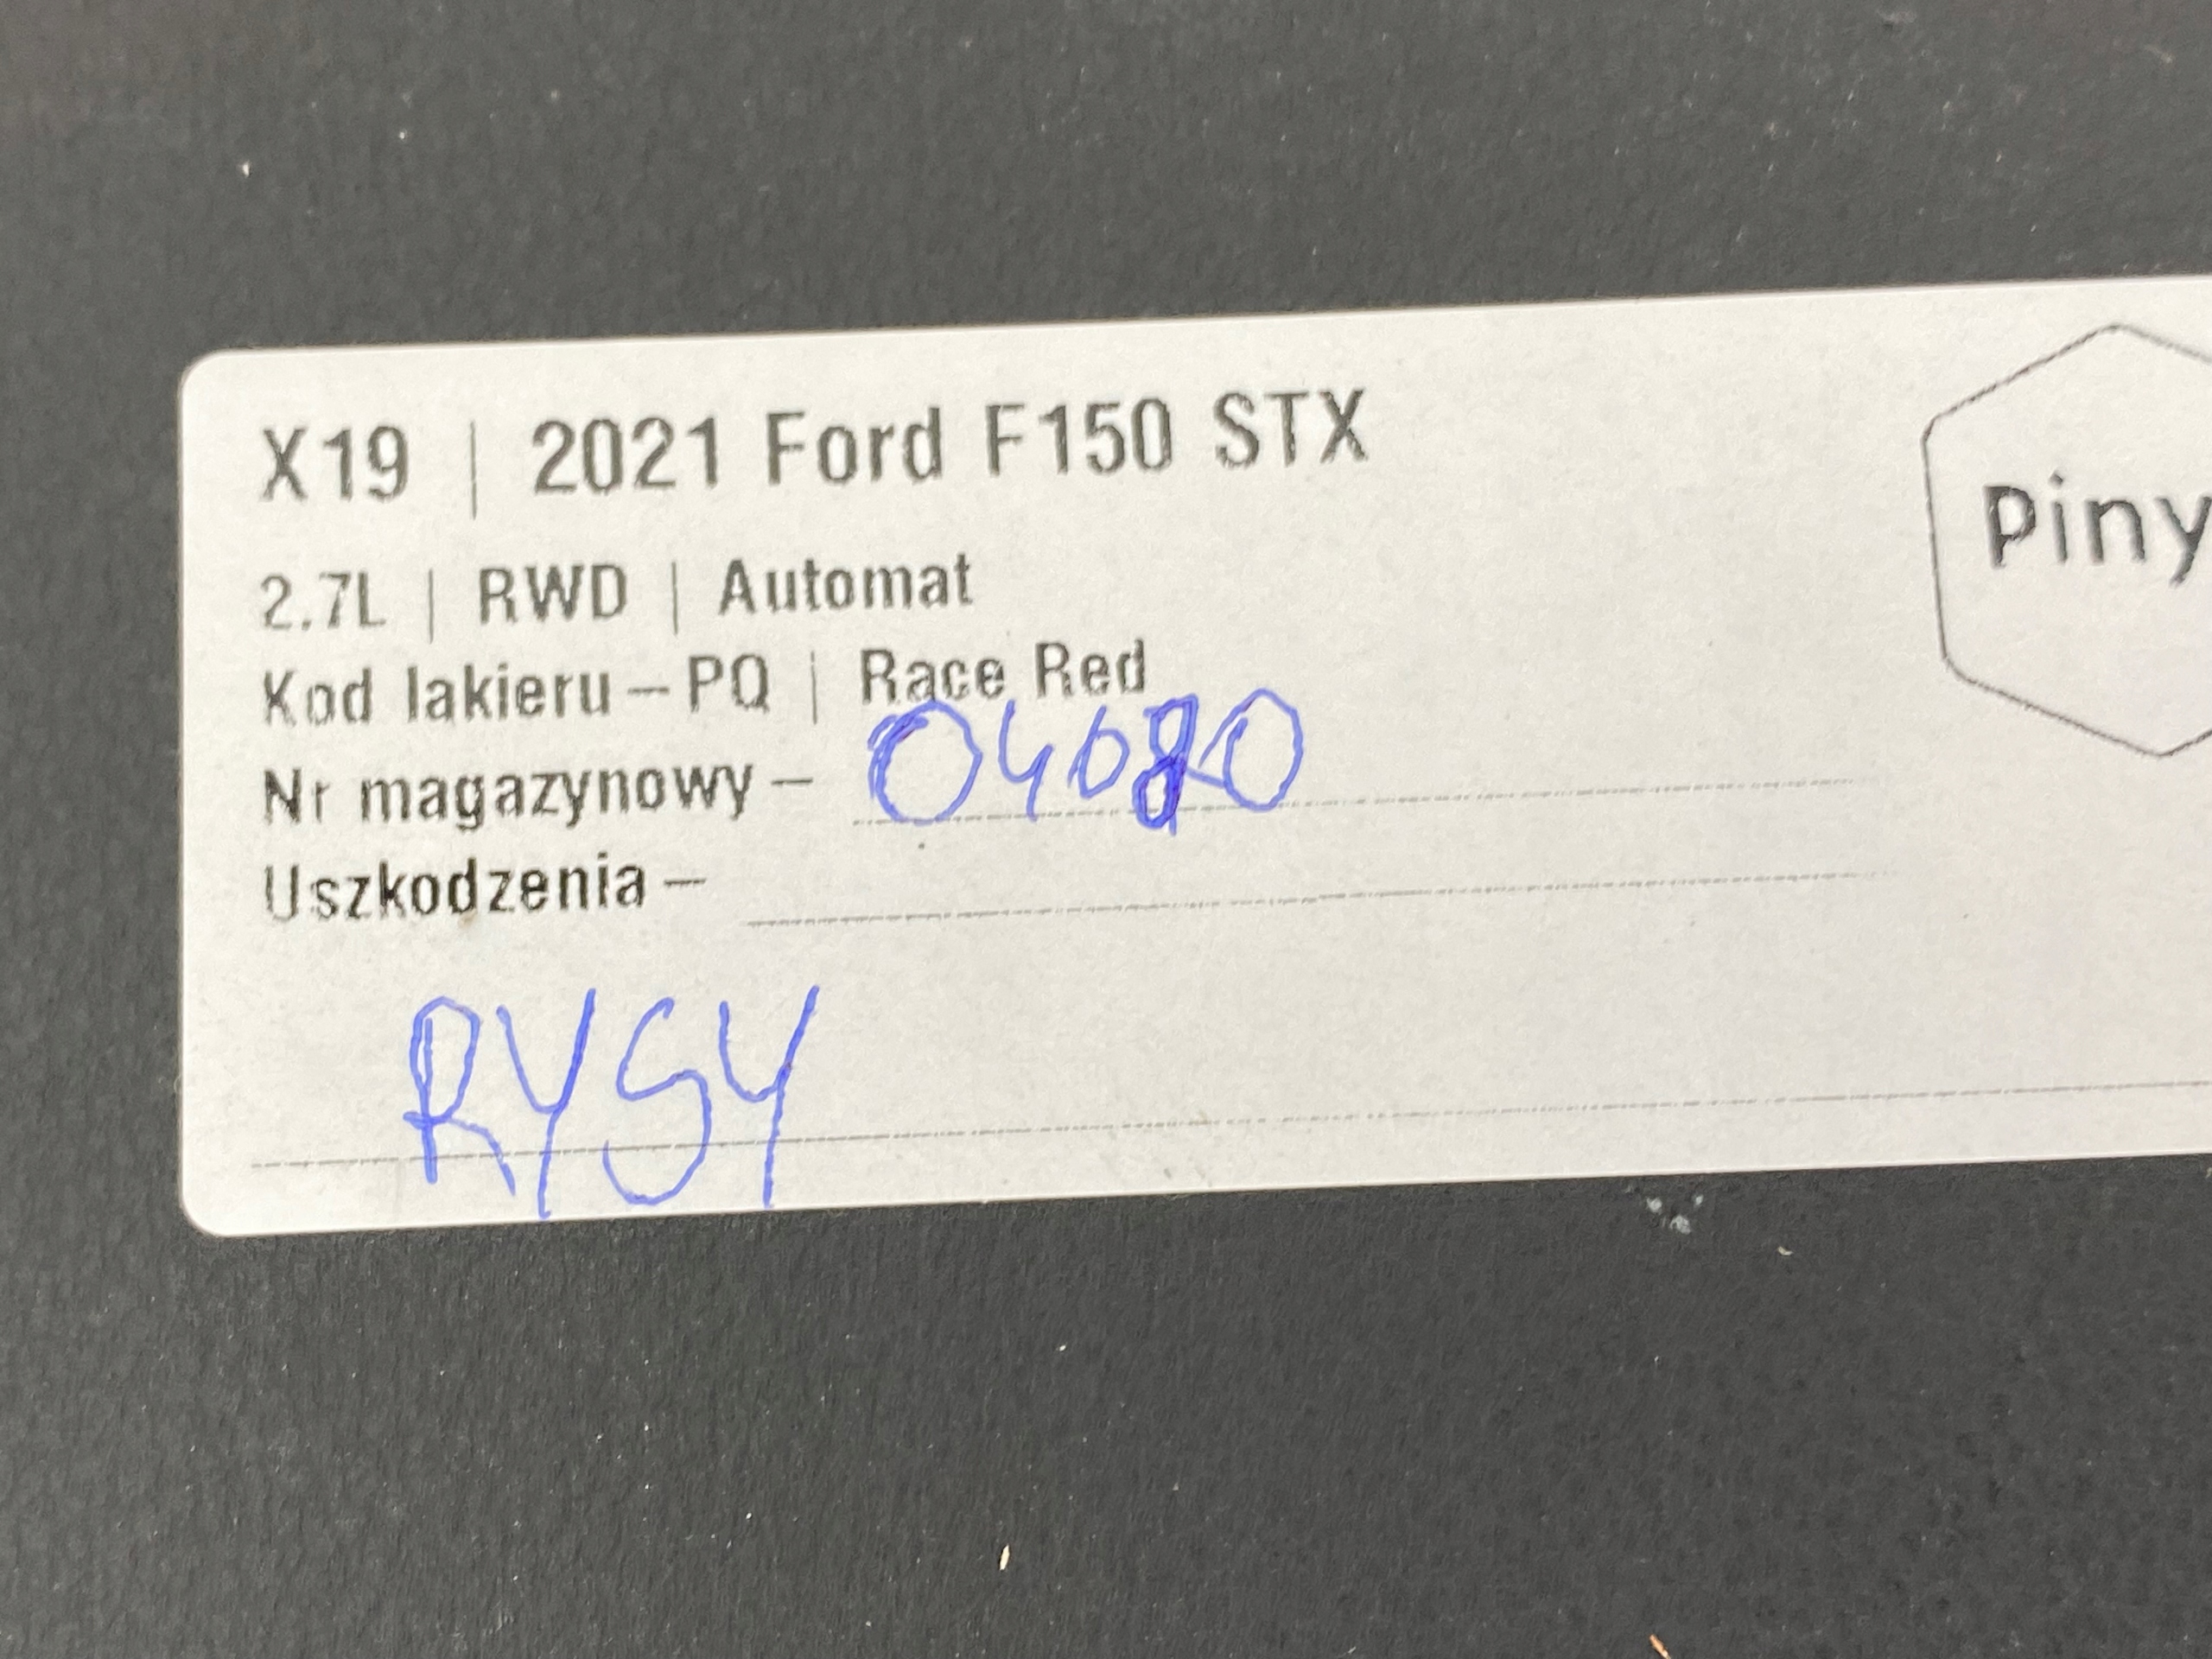 X19 | 2021 Ford F150 STX
Piny
2.7L | RWD | Automat
Kod lakieru – PQ | Race Red
Nr magazynowy – 04080
Uszkodzenia –
RYSY